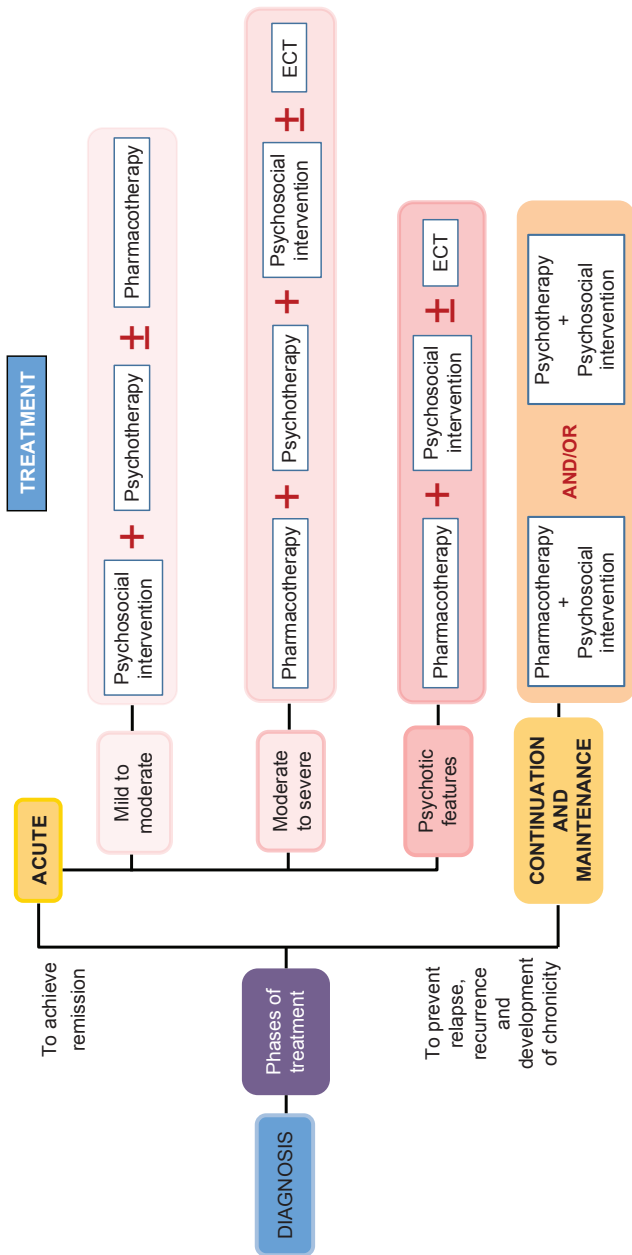 TREATMENT
DIAGNOSIS
Phases of
treatment
To achieve
remission
ACUTE
Mild to
moderate
Psychosocial
intervention
+
Psychotherapy
±
Pharmacotherapy
Moderate
to severe
Pharmacotherapy
+
Psychotherapy
+
Psychosocial
intervention
±
ECT
Psychotic
features
Pharmacotherapy
+
Psychosocial
intervention
±
ECT
To prevent
relapse,
recurrence
and
development
of chronicity
CONTINUATION
AND
MAINTENANCE
Pharmacotherapy
+
Psychosocial
intervention
AND/OR
Psychotherapy
+
Psychosocial
intervention